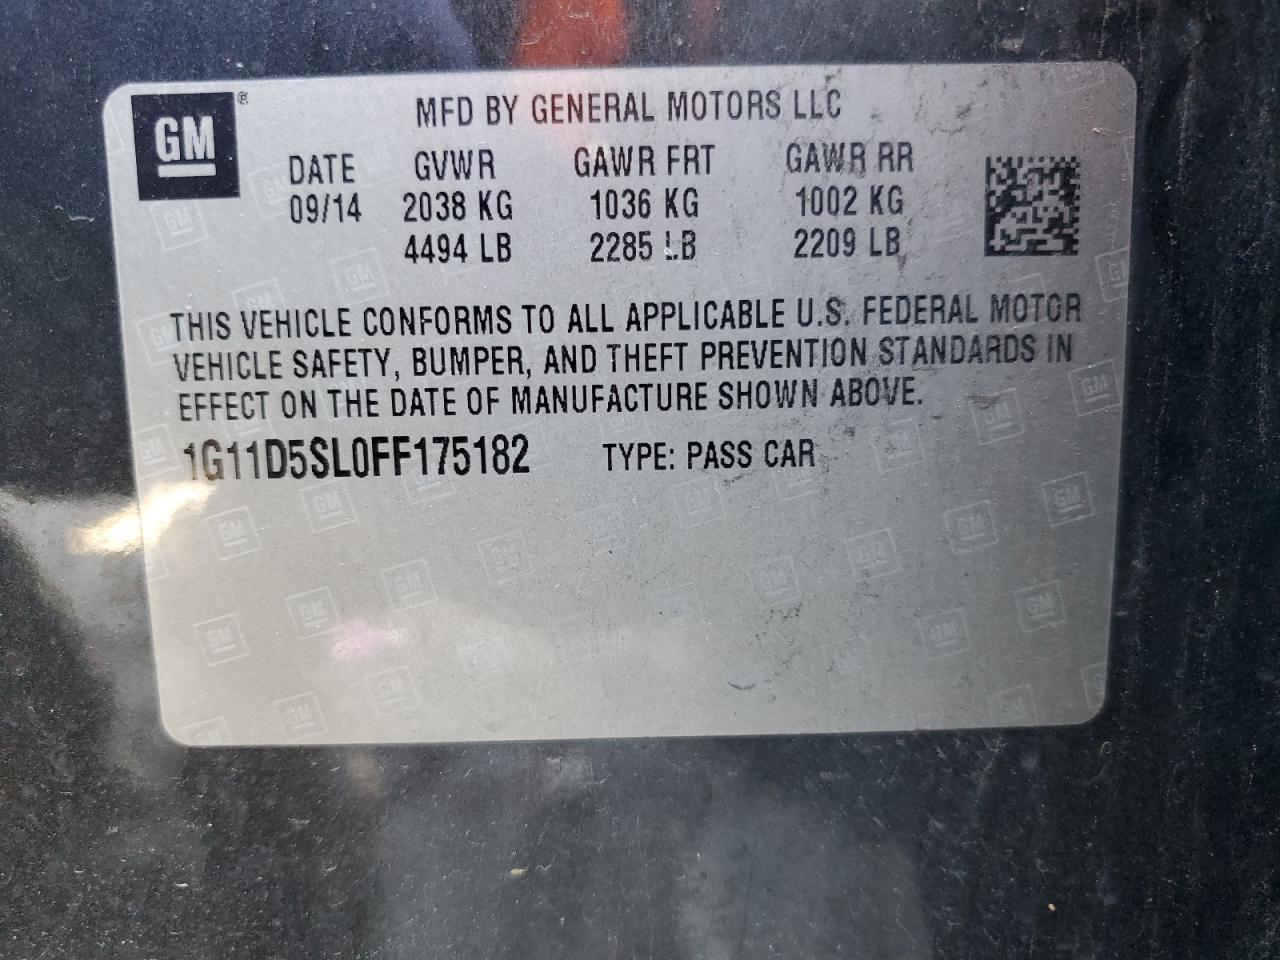 GM®
MFD BY GENERAL MOTORS LLC
DATE GVWR GAWR FRT GAWR RR
09/14 2038 KG 1036 KG 1002 KG
4494 LB 2285 LB 2209 LB
THIS VEHICLE CONFORMS TO ALL APPLICABLE U.S. FEDERAL MOTOR
VEHICLE SAFETY, BUMPER, AND THEFT PREVENTION STANDARDS IN
EFFECT ON THE DATE OF MANUFACTURE SHOWN ABOVE.
1G11D5SL0FF175182 TYPE: PASS CAR